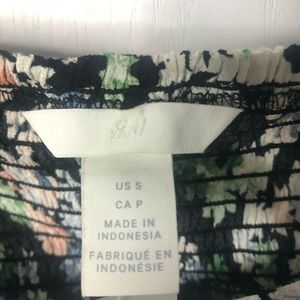 H&M
US S
CA P
MADE IN
INDONESIA
FABRIQUÉ EN
INDONÉSIE